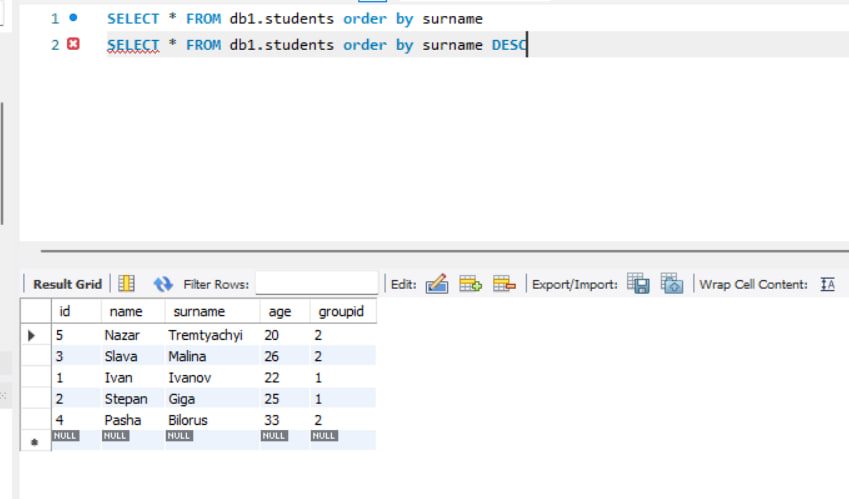 1 SELECT * FROM db1.students order by surname
2 SELECT * FROM db1.students order by surname DESC
Result Grid Filter Rows: Edit: Export/Import: Wrap Cell Content: IA
id name surname age groupid
5 Nazar Tremtyachyi 20 2
3 Slava Malina 26 2
1 Ivan Ivanov 22 1
2 Stepan Giga 25 1
4 Pasha Bilorus 33 2
NULL NULL NULL NULL NULL